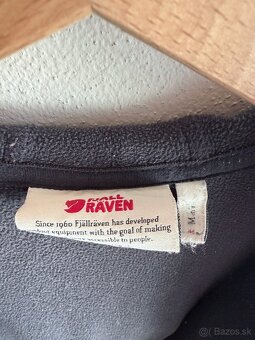 FJÄLL
RÄVEN
Since 1960 Fjällräven has developed
equipment with the goal of making
accessible to people.
M
© Bazos.sk